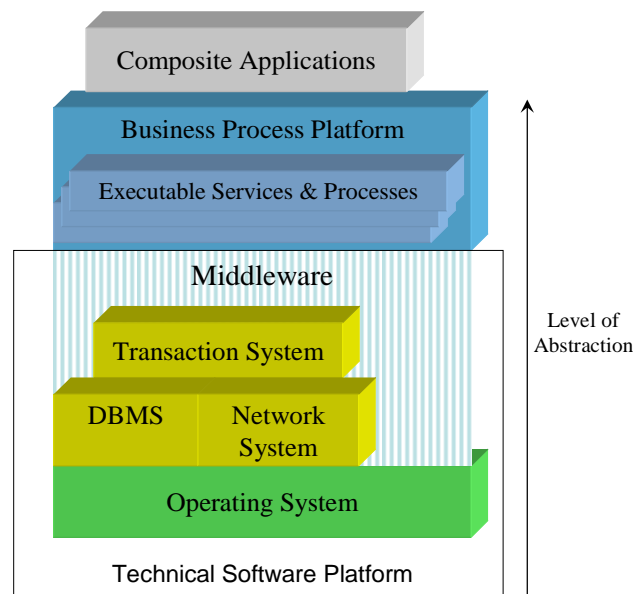 Composite Applications
Business Process Platform
Executable Services & Processes
Middleware
Level of
Abstraction
Transaction System
DBMS
Network
System
Operating System
Technical Software Platform